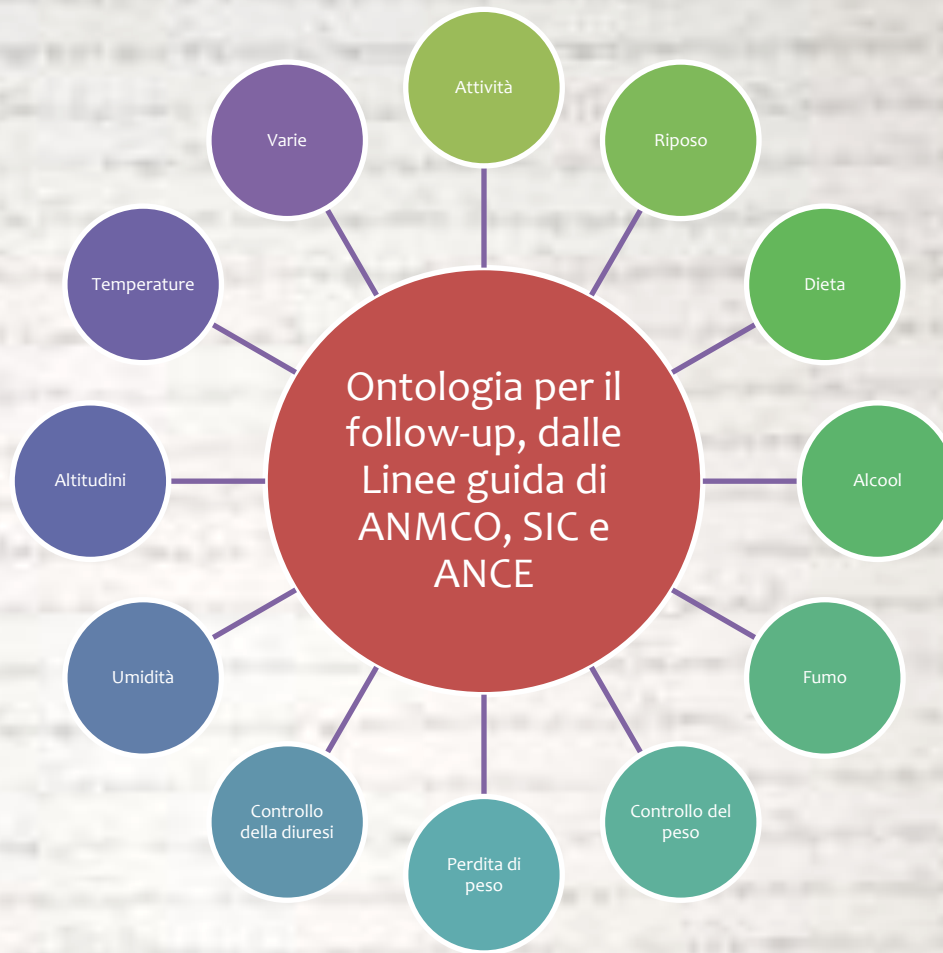 Attività
Riposo
Dieta
Alcool
Fumo
Controllo del
peso
Perdita di
peso
Controllo
della diuresi
Umidità
Altitudini
Temperature
Varie
Ontologia per il
follow-up, dalle
Linee guida di
ANMCO, SIC e
ANCE